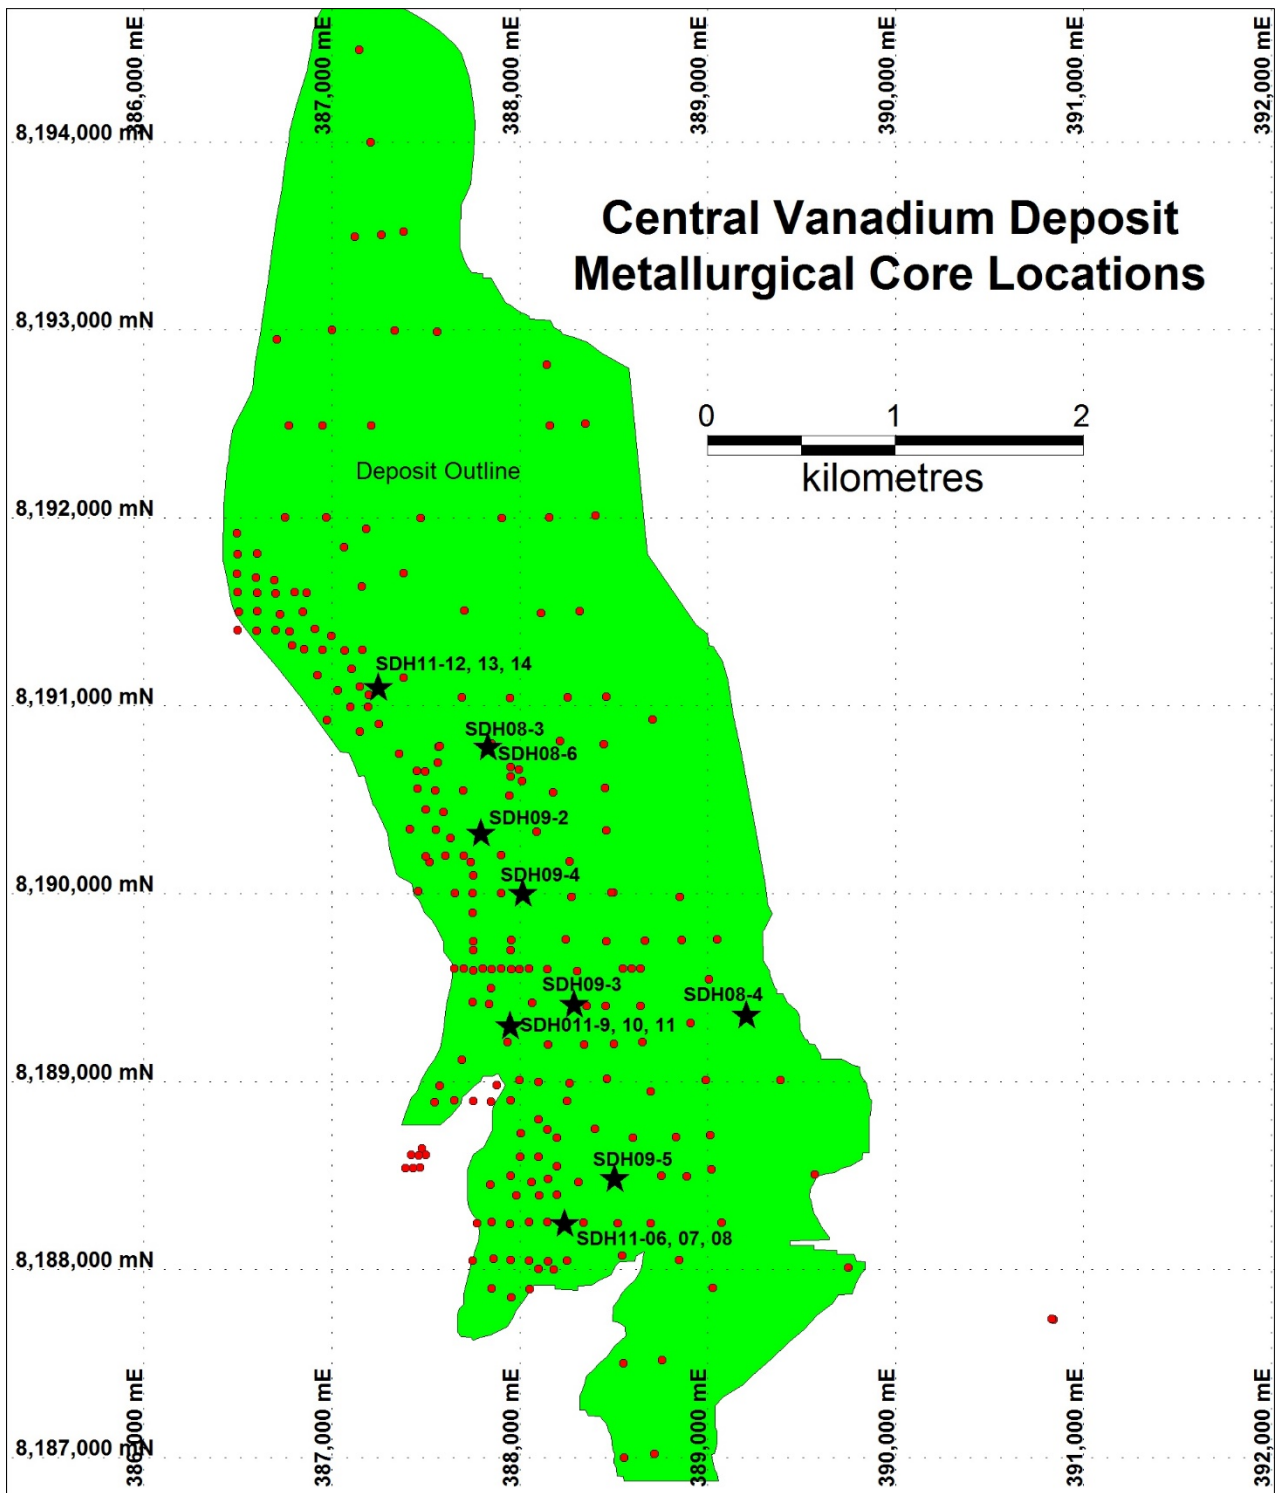 386,000 mE
387,000 mE
388,000 mE
389,000 mE
390,000 mE
391,000 mE
392,000 mE
8,194,000 mN
Central Vanadium Deposit
Metallurgical Core Locations
8,193,000 mN
0 1 2
kilometres
Deposit Outline
8,192,000 mN
SDH11-12, 13, 14
8,191,000 mN
SDH08-3
SDH08-6
SDH09-2
SDH09-4
8,190,000 mN
SDH09-3
SDH08-4
SDH011-9, 10, 11
8,189,000 mN
SDH09-5
SDH11-06, 07, 08
8,188,000 mN
8,187,000 mN
386,000 mE
387,000 mE
388,000 mE
389,000 mE
390,000 mE
391,000 mE
392,000 mE